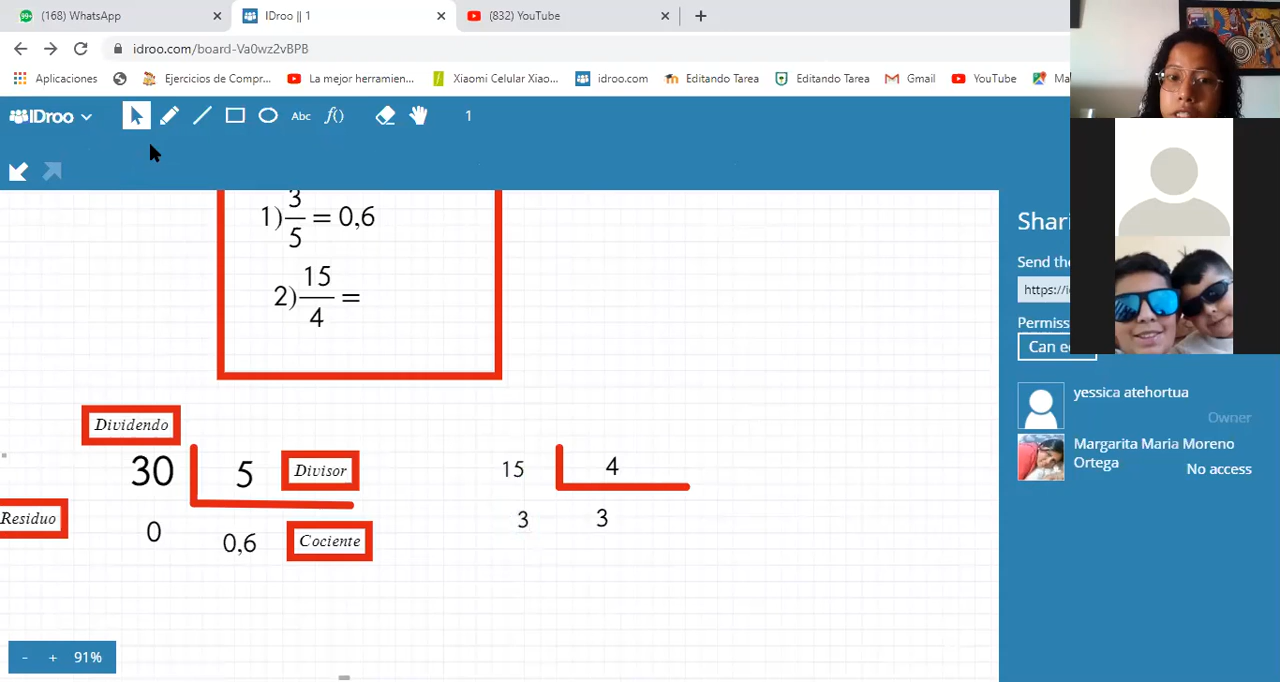 (168) WhatsApp
IDroo || 1
(832) YouTube
idroo.com/board-Va0wz2vBPB
Aplicaciones
Ejercicios de Compr...
La mejor herramien...
Xiaomi Celular Xiao...
idroo.com
Editando Tarea
Editando Tarea
Gmail
YouTube
Ma
IDroo
Abc
f()
1
1) 3/5 = 0,6
2) 15/4 =
Dividendo
30 5 Divisor
Residuo 0 0,6 Cociente
15 4
3 3
Shari
Send the
https://i
Permiss
Can e
yessica atehortua
Owner
Margarita Maria Moreno
Ortega
No access
- + 91%